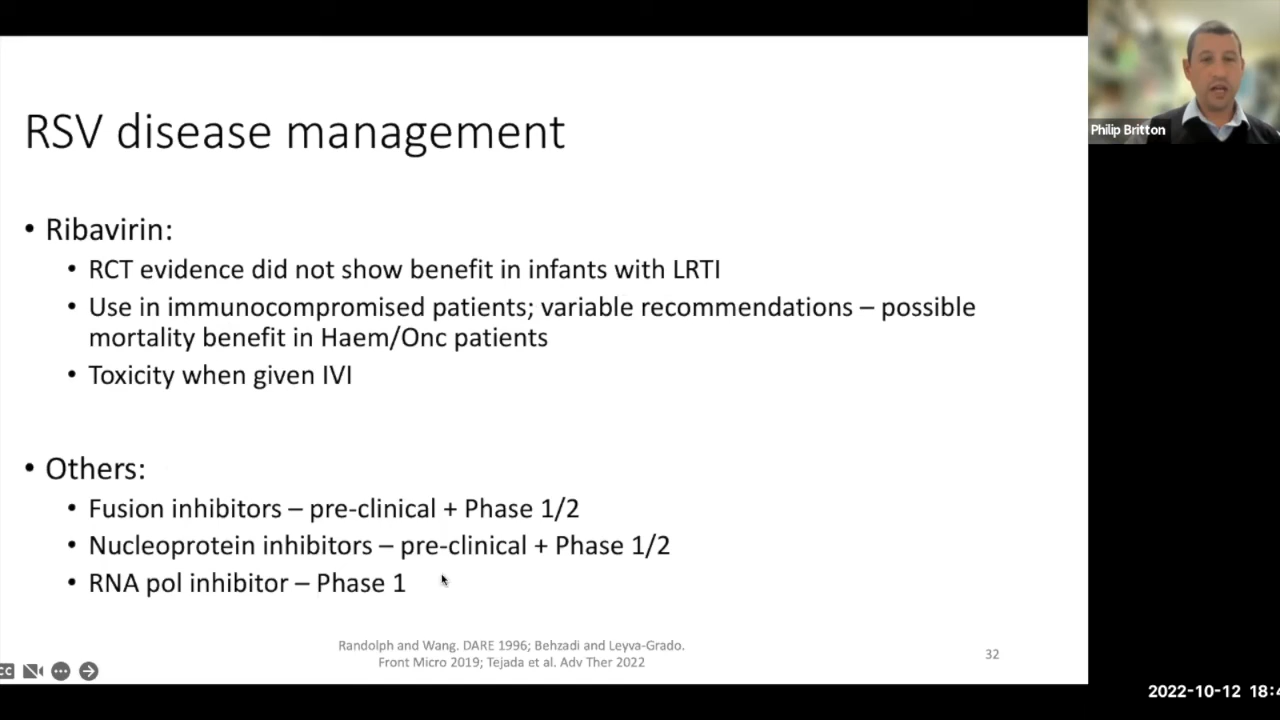 RSV disease management
Philip Britton
• Ribavirin:
• RCT evidence did not show benefit in infants with LRTI
• Use in immunocompromised patients; variable recommendations – possible
mortality benefit in Haem/Onc patients
• Toxicity when given IVI
• Others:
• Fusion inhibitors – pre-clinical + Phase 1/2
• Nucleoprotein inhibitors – pre-clinical + Phase 1/2
• RNA pol inhibitor – Phase 1
Randolph and Wang. DARE 1996; Behzadi and Leyva-Grado.
Front Micro 2019; Tejada et al. Adv Ther 2022
32
CC
2022-10-12 18:4